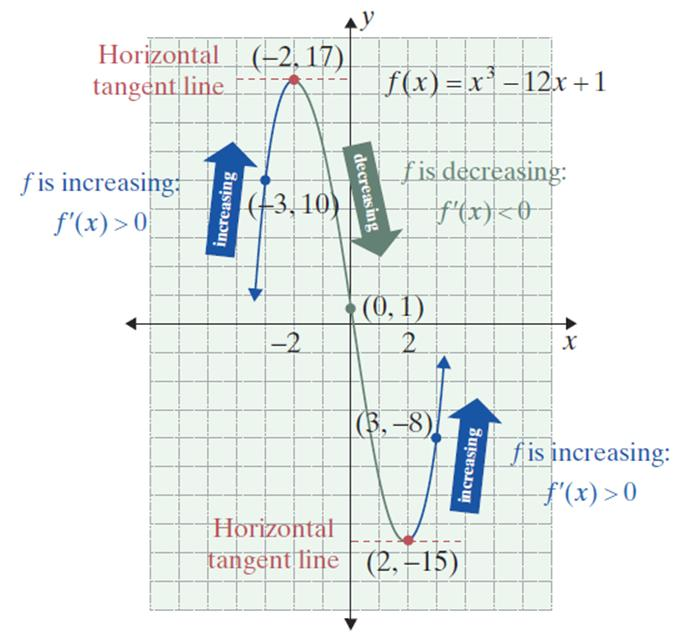 y
Horizontal
tangent line
(−2, 17)
f(x) = x³ − 12x + 1
f is increasing:
f′(x) > 0
increasing
(−3, 10)
decreasing
f is decreasing:
f′(x) < 0
(0, 1)
−2
2
x
(3, −8)
increasing
f is increasing:
f′(x) > 0
Horizontal
tangent line
(2, −15)